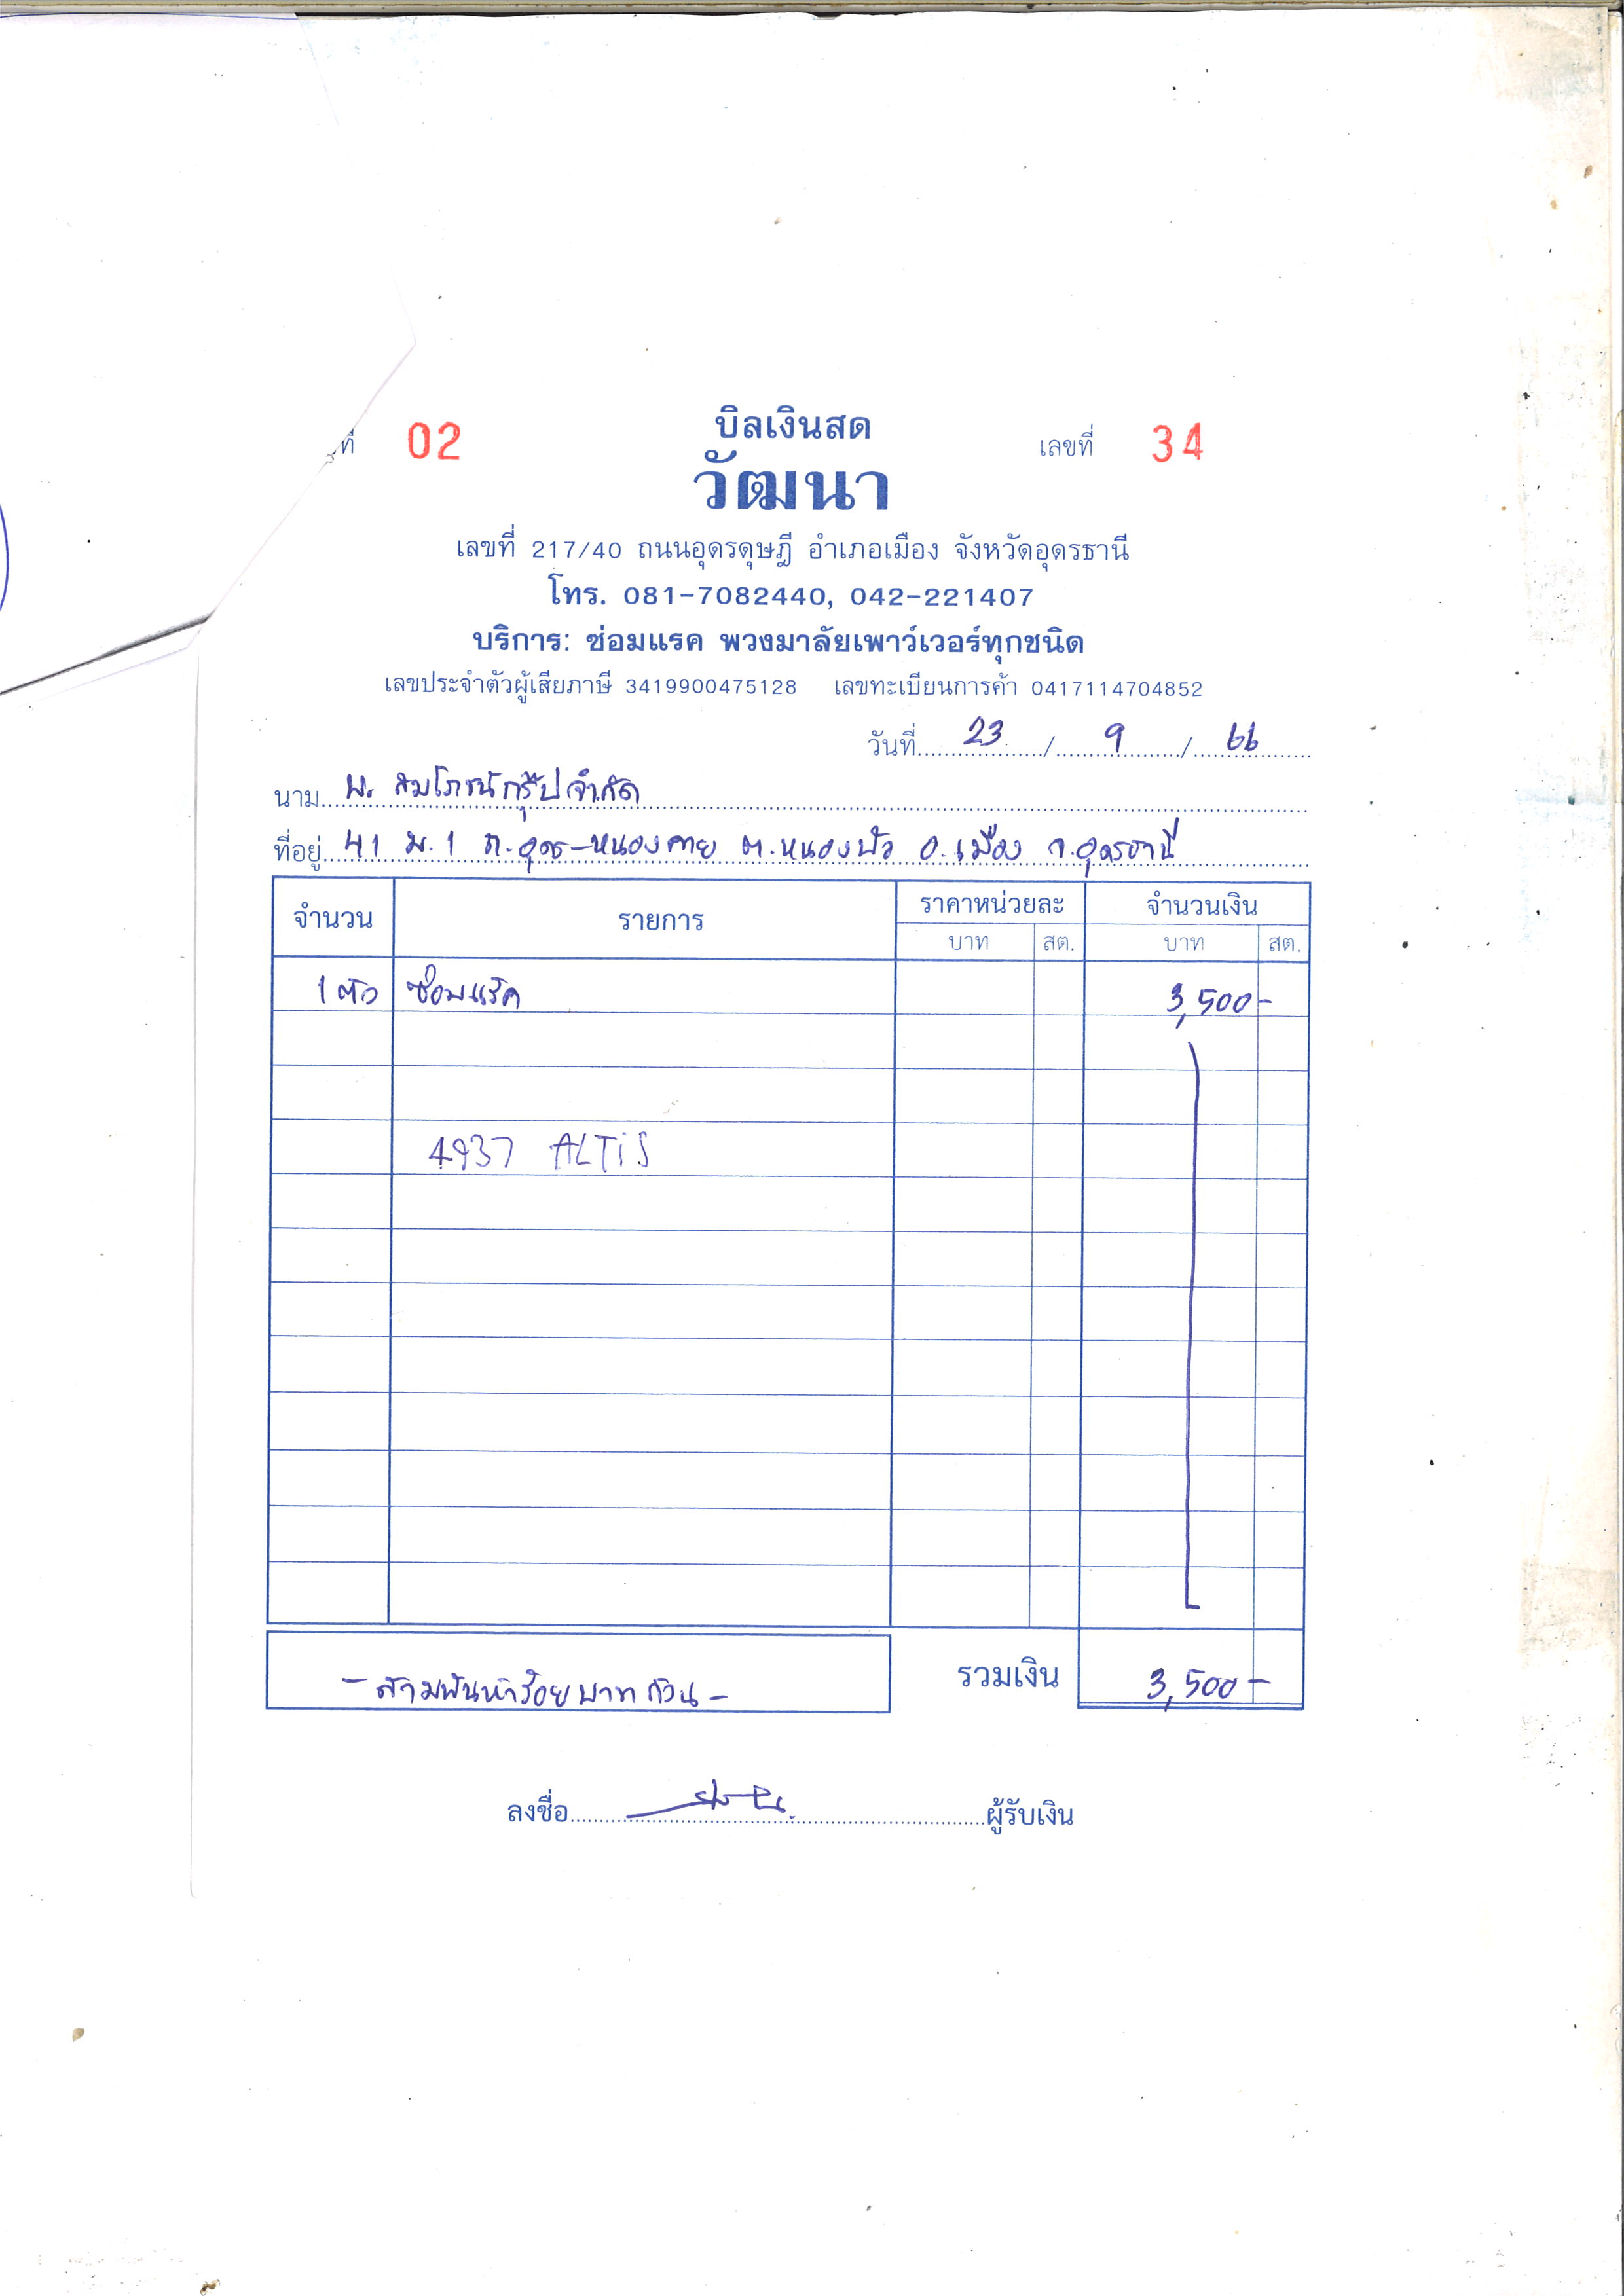 ที่ 02 บิลเงินสด เลขที่ 34
วัฒนา
เลขที่ 217/40 ถนนอุดรดุษฎี อำเภอเมือง จังหวัดอุดรธานี
โทร. 081-7082440, 042-221407
บริการ: ซ่อมแรค พวงมาลัยเพาว์เวอร์ทุกชนิด
เลขประจำตัวผู้เสียภาษี 3419900475128 เลขทะเบียนการค้า 0417114704852
วันที่ 23 / 9 / 66
นาม บ. สมโภชน์กรุ๊ป จำกัด
ที่อยู่ 41 ม.1 ถ.อุดร-หนองคาย ต.หนองบัว อ.เมือง จ.อุดรธานี
จำนวน รายการ ราคาหน่วยละ จำนวนเงิน
บาท สต. บาท สต.
1 ตัว ซ่อมแร็ค 3,500-
4937 ALTiS
- สามพันห้าร้อยบาทถ้วน - รวมเงิน 3,500-
ลงชื่อ ผู้รับเงิน